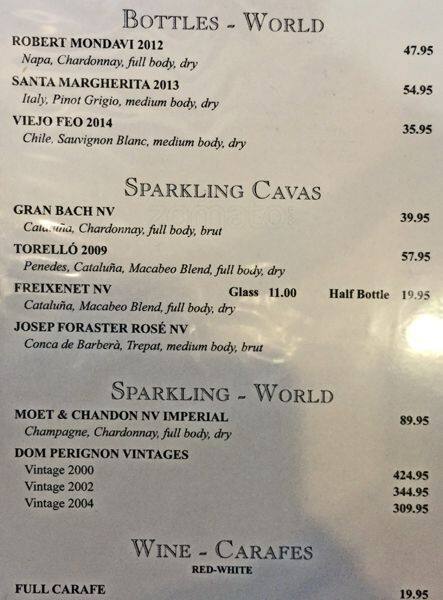 BOTTLES - WORLD
ROBERT MONDAVI 2012 47.95
Napa, Chardonnay, full body, dry
SANTA MARGHERITA 2013 54.95
Italy, Pinot Grigio, medium body, dry
VIEJO FEO 2014 35.95
Chile, Sauvignon Blanc, medium body, dry
SPARKLING CAVAS
GRAN BACH NV 39.95
Cataluña, Chardonnay, full body, brut
TORELLÓ 2009 57.95
Penedes, Cataluña, Macabeo Blend, full body, dry
FREIXENET NV Glass 11.00 Half Bottle 19.95
Cataluña, Macabeo Blend, full body, dry
JOSEP FORASTER ROSÉ NV
Conca de Barberà, Trepat, medium body, brut
SPARKLING - WORLD
MOET & CHANDON NV IMPERIAL 89.95
Champagne, Chardonnay, full body, dry
DOM PERIGNON VINTAGES
Vintage 2000 424.95
Vintage 2002 344.95
Vintage 2004 309.95
WINE - CARAFES
RED-WHITE
FULL CARAFE 19.95